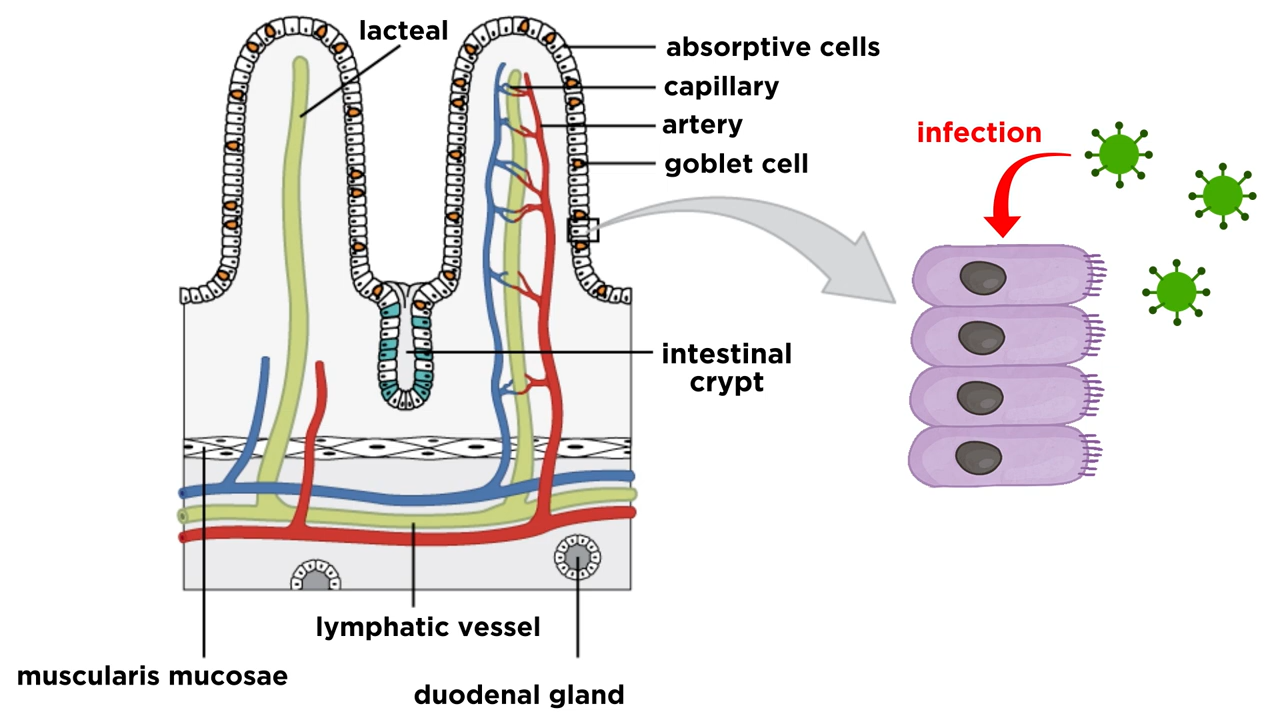 lacteal
absorptive cells
capillary
artery
goblet cell
infection
intestinal
crypt
lymphatic vessel
muscularis mucosae
duodenal gland